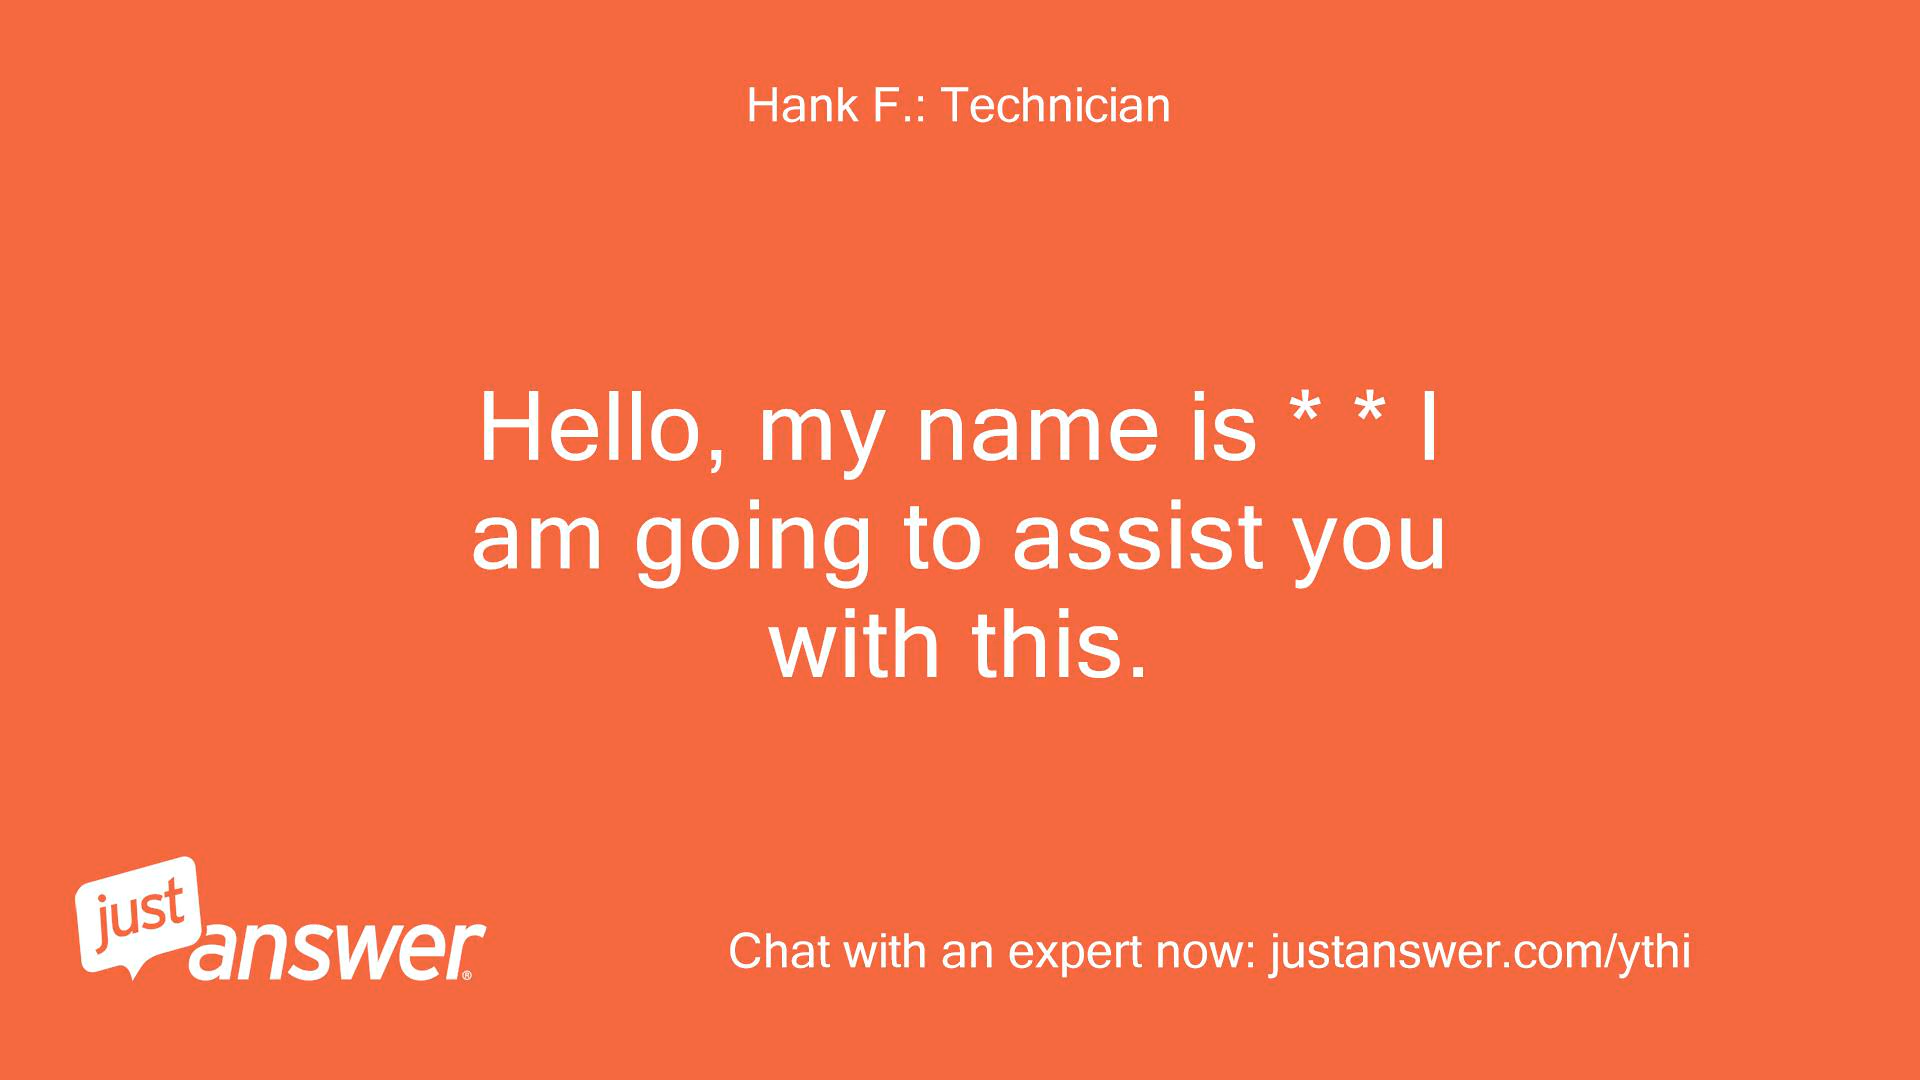 Hank F.: Technician
Hello, my name is * * I
am going to assist you
with this.
just
answer®
Chat with an expert now: justanswer.com/ythi